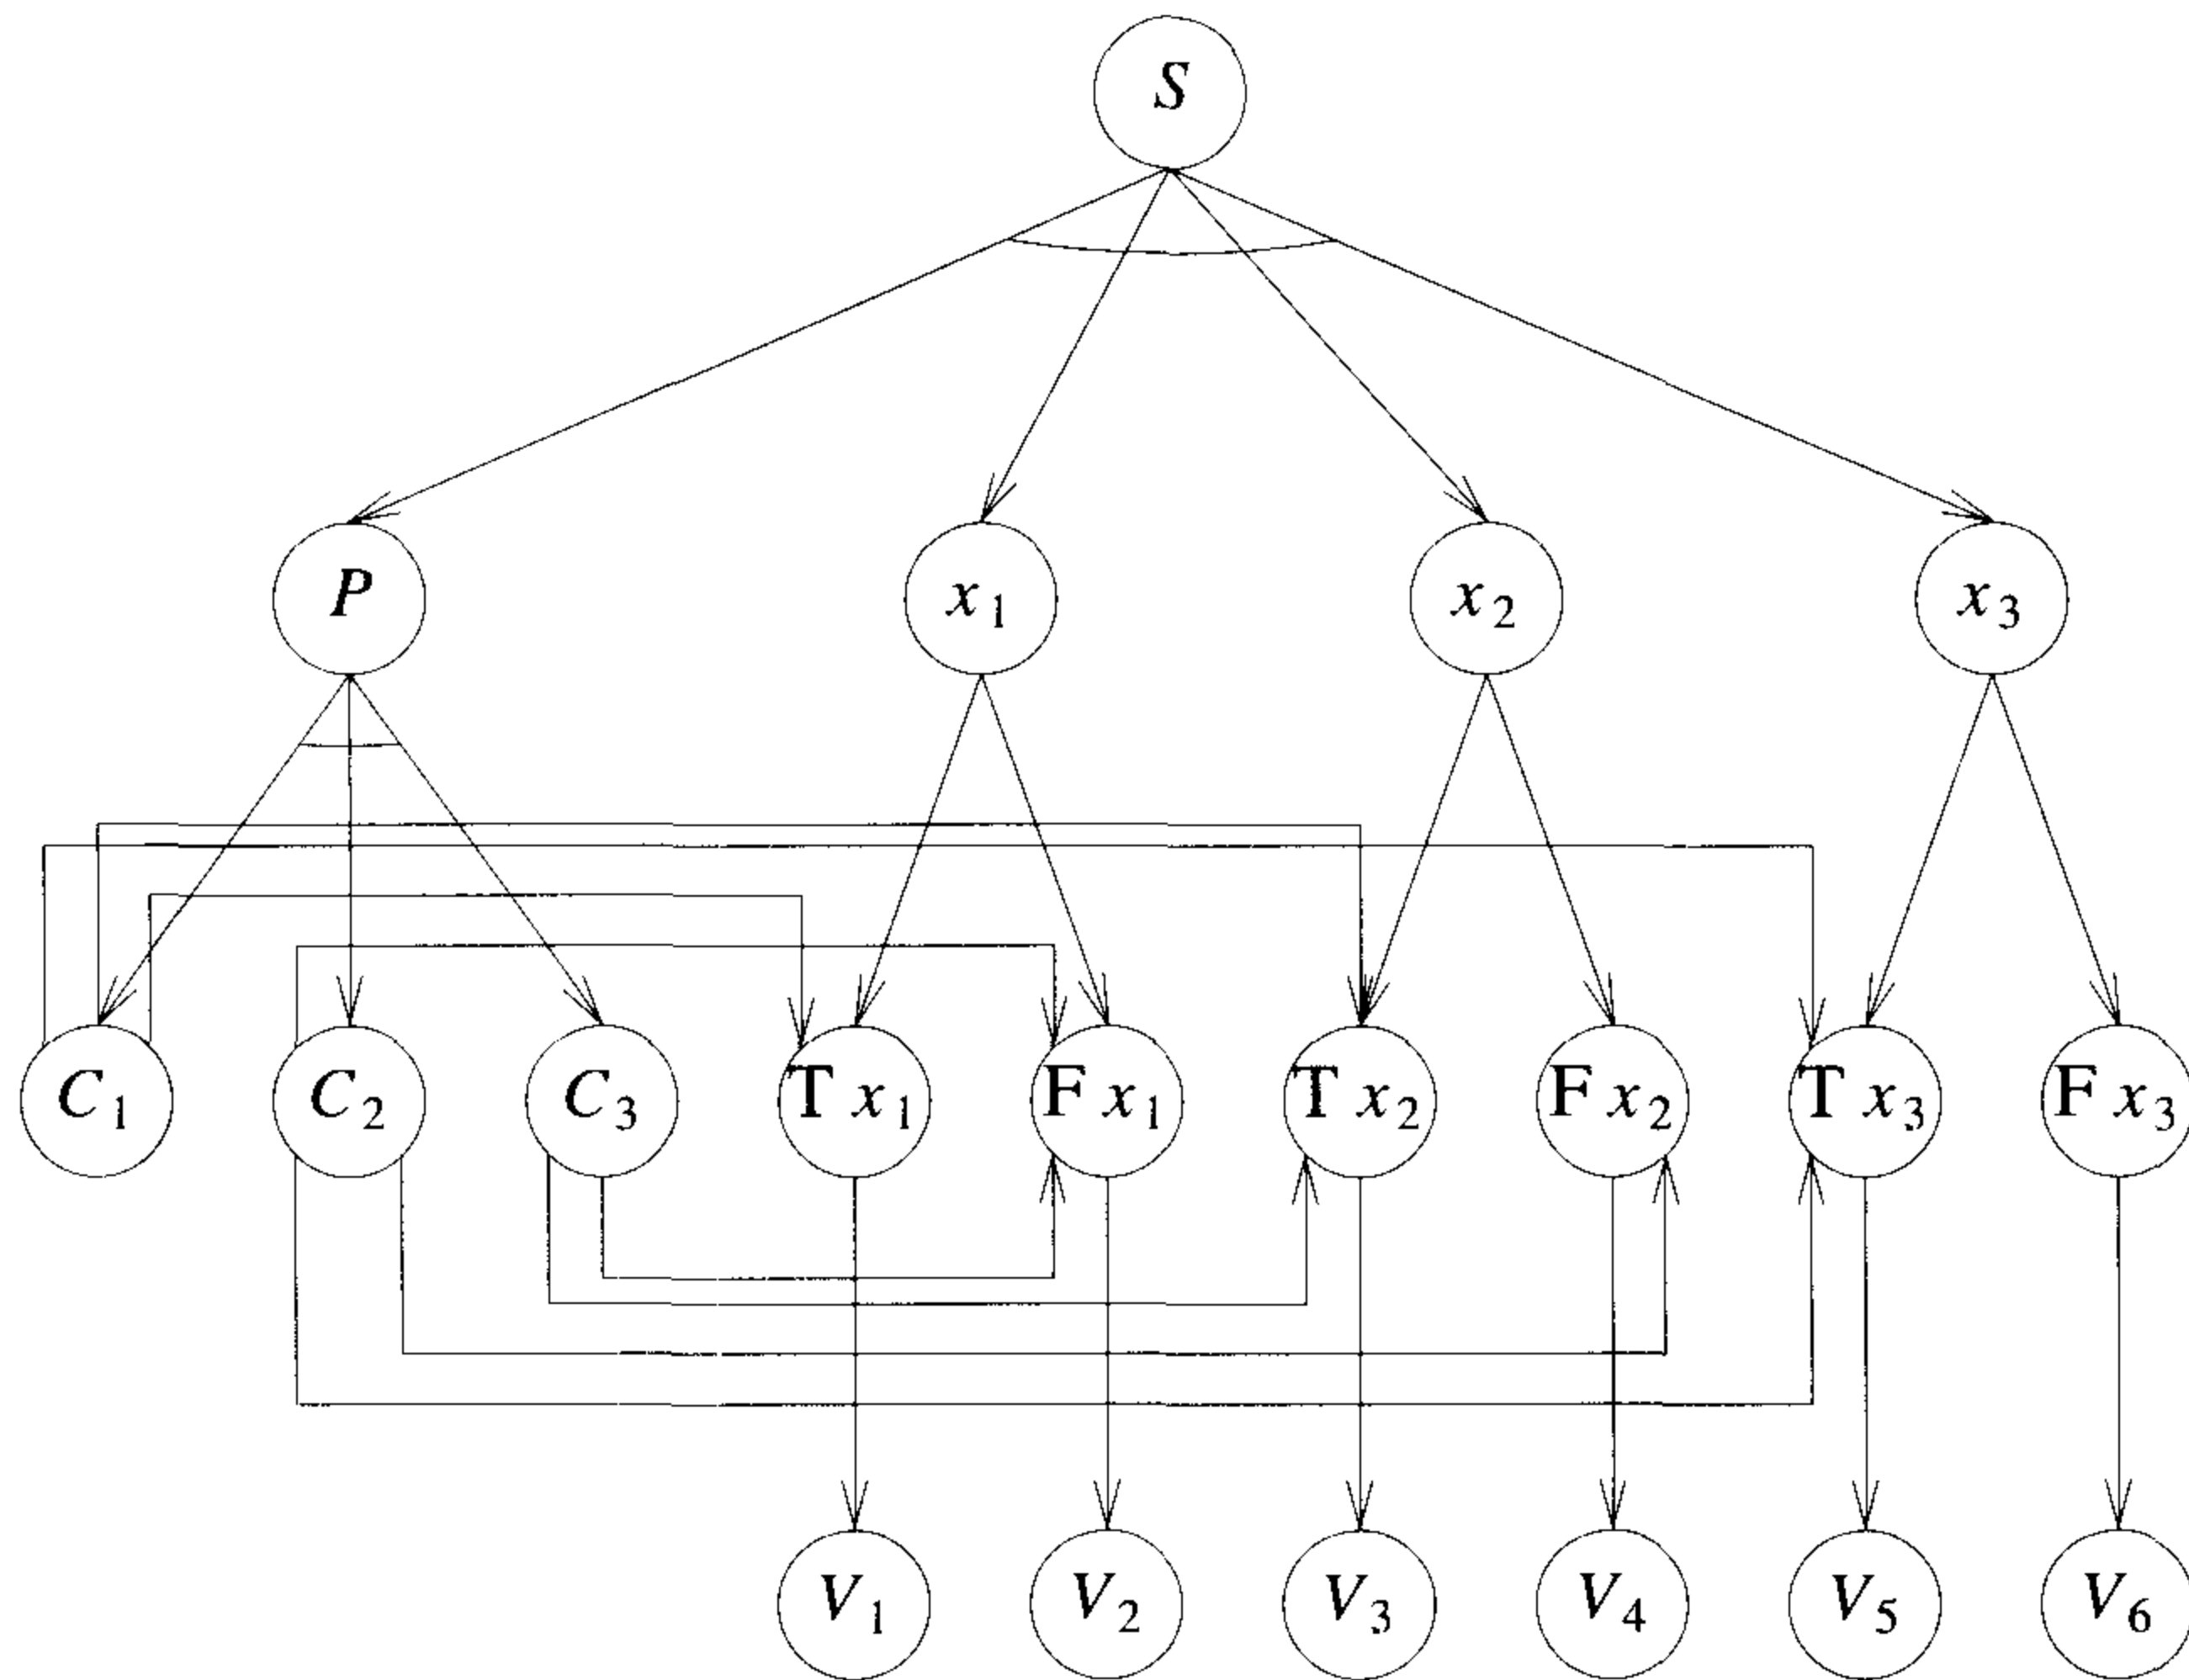 S
P x₁ x₂ x₃
C₁ C₂ C₃ T x₁ F x₁ T x₂ F x₂ T x₃ F x₃
V₁ V₂ V₃ V₄ V₅ V₆